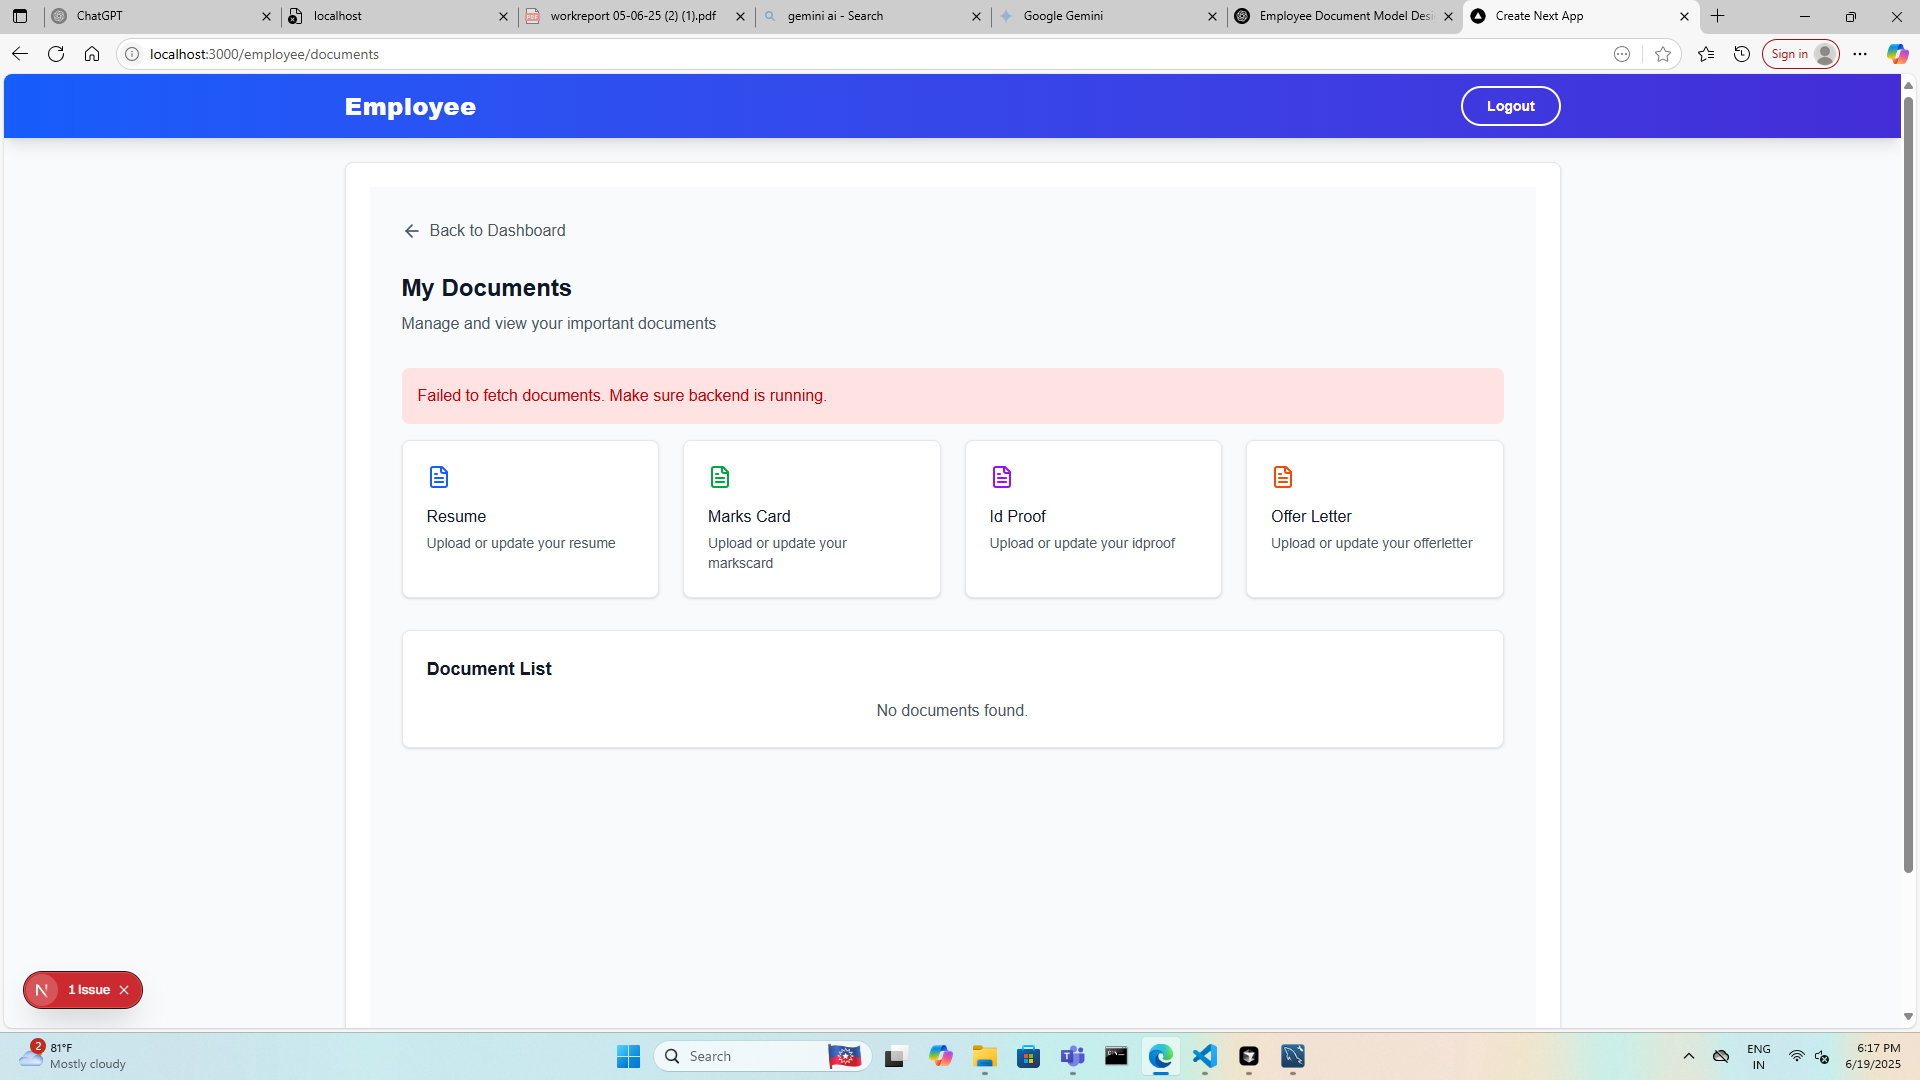 ChatGPT
localhost
workreport 05-06-25 (2) (1).pdf
gemini ai - Search
Google Gemini
Employee Document Model Desi
Create Next App
localhost:3000/employee/documents
Sign in
Employee
Logout
Back to Dashboard
My Documents
Manage and view your important documents
Failed to fetch documents. Make sure backend is running.
Resume
Upload or update your resume
Marks Card
Upload or update your
markscard
Id Proof
Upload or update your idproof
Offer Letter
Upload or update your offerletter
Document List
No documents found.
N 1 Issue
2
81°F
Mostly cloudy
Search
ENG
IN
6:17 PM
6/19/2025